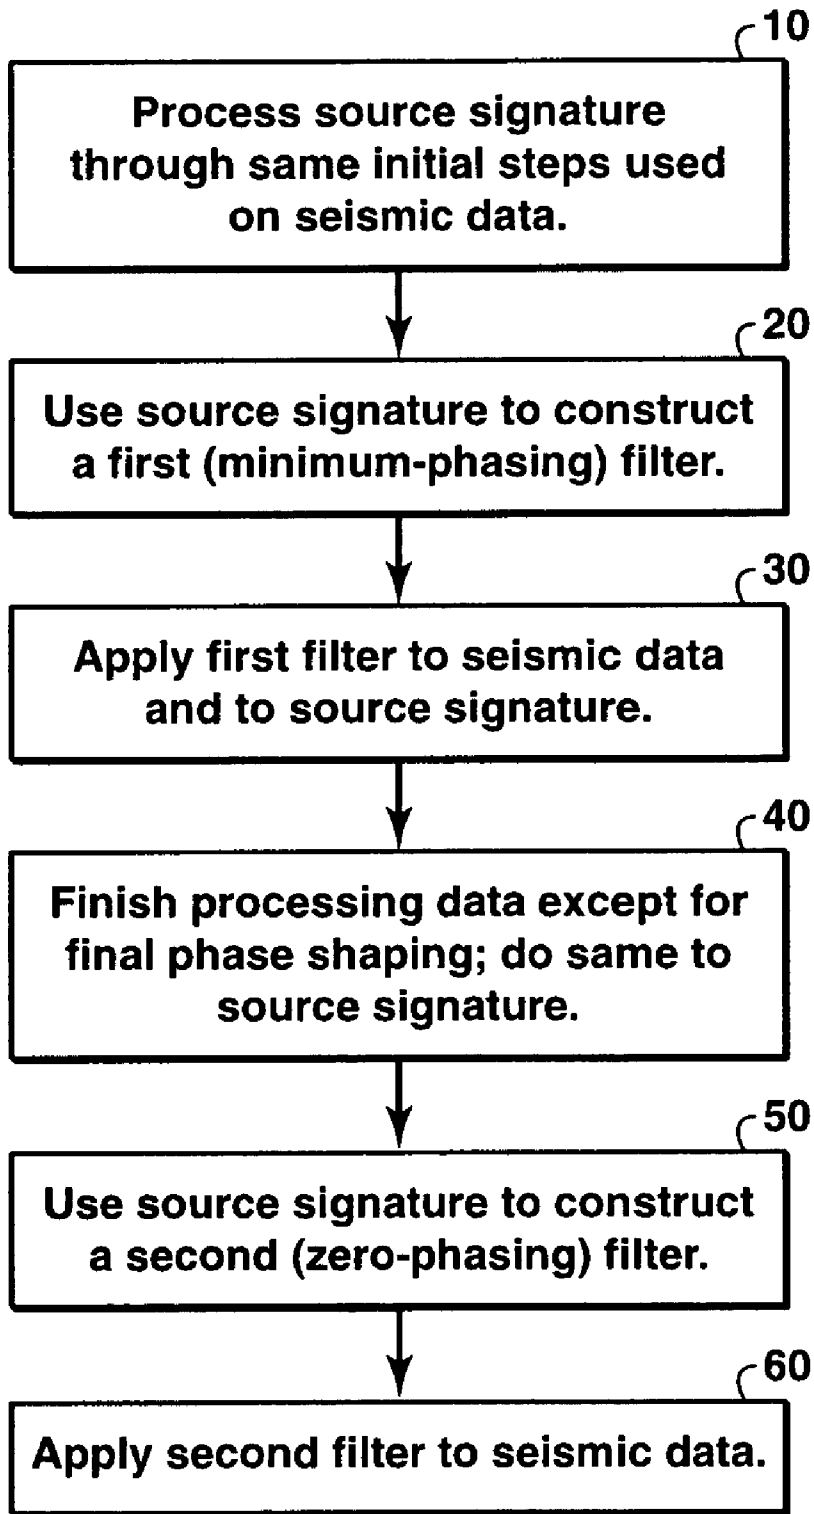 10
Process source signature
through same initial steps used
on seismic data.
20
Use source signature to construct
a first (minimum-phasing) filter.
30
Apply first filter to seismic data
and to source signature.
40
Finish processing data except for
final phase shaping; do same to
source signature.
50
Use source signature to construct
a second (zero-phasing) filter.
60
Apply second filter to seismic data.